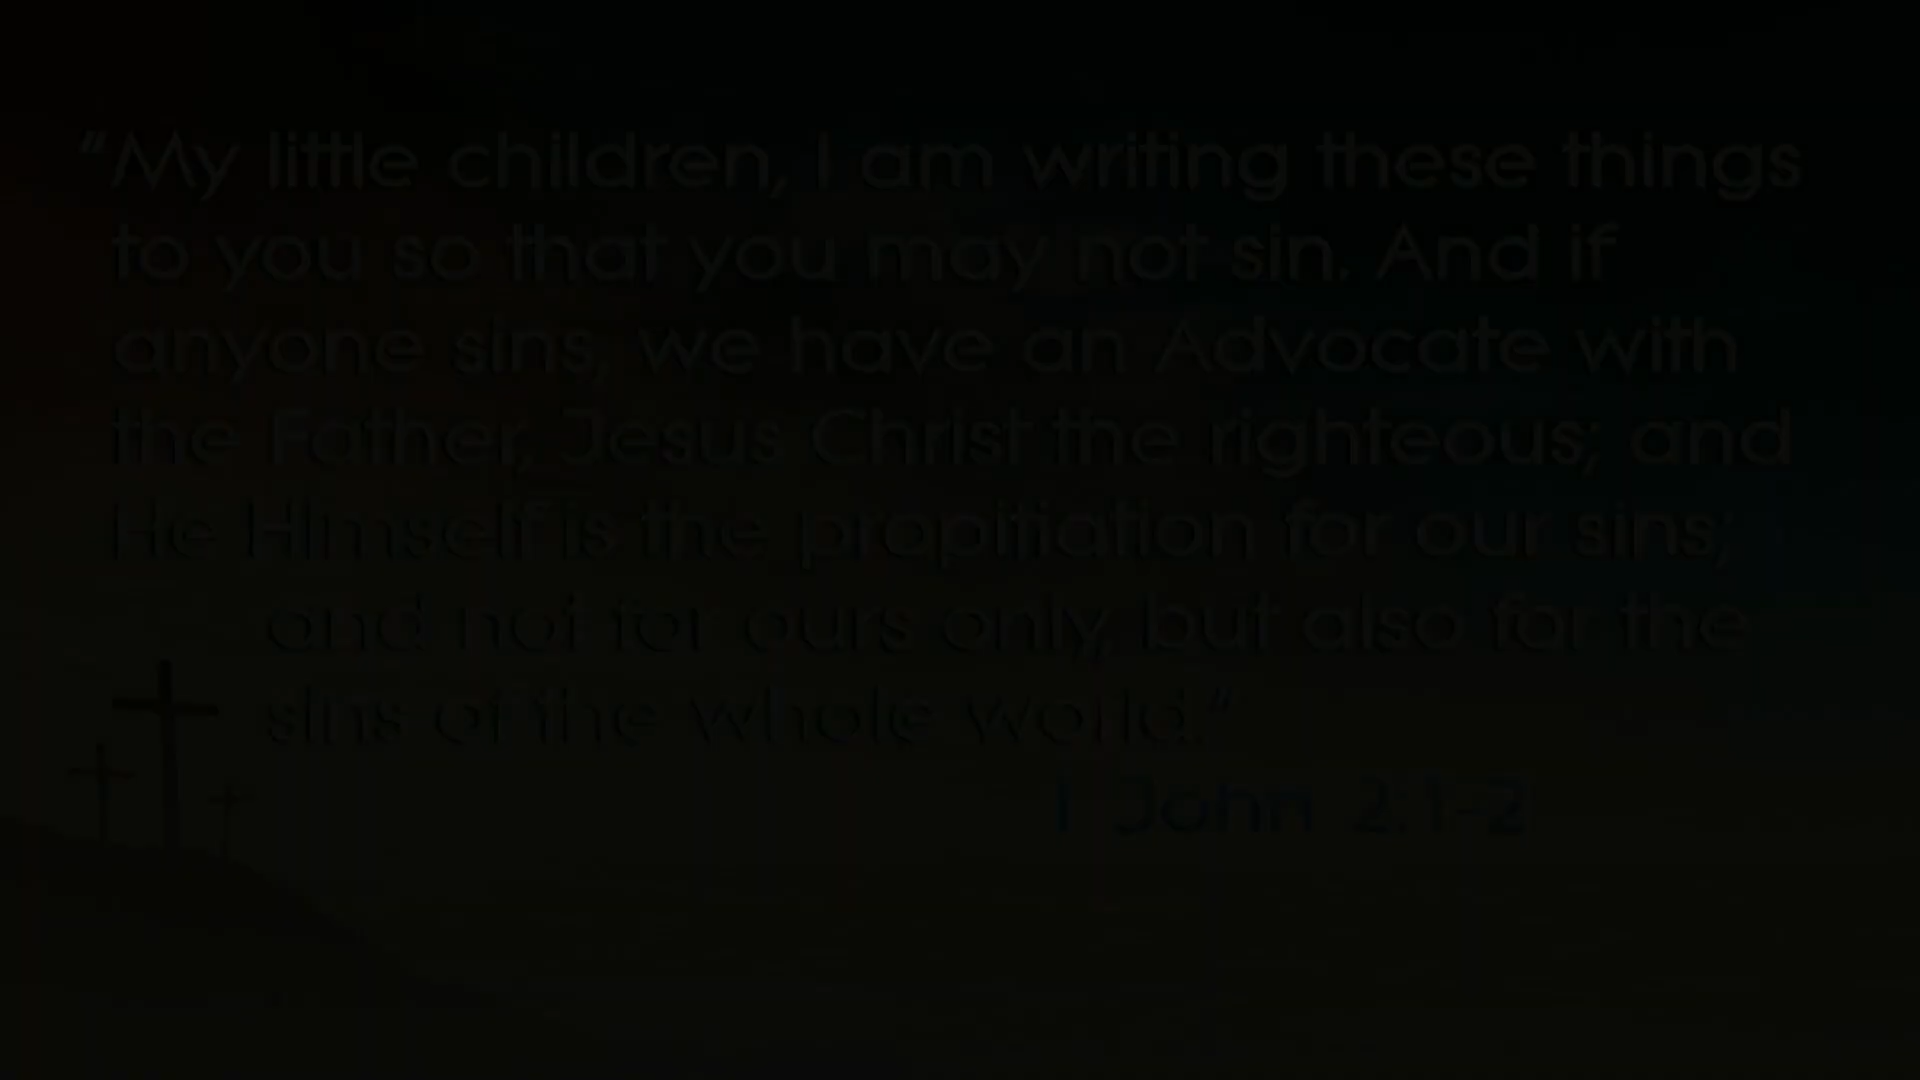 "My little children, I am writing these things
to you so that you may not sin. And if
anyone sins, we have an Advocate with
the Father, Jesus Christ the righteous; and
He Himself is the propitiation for our sins;
and not for ours only, but also for the
sins of the whole world."
1 John 2:1-2